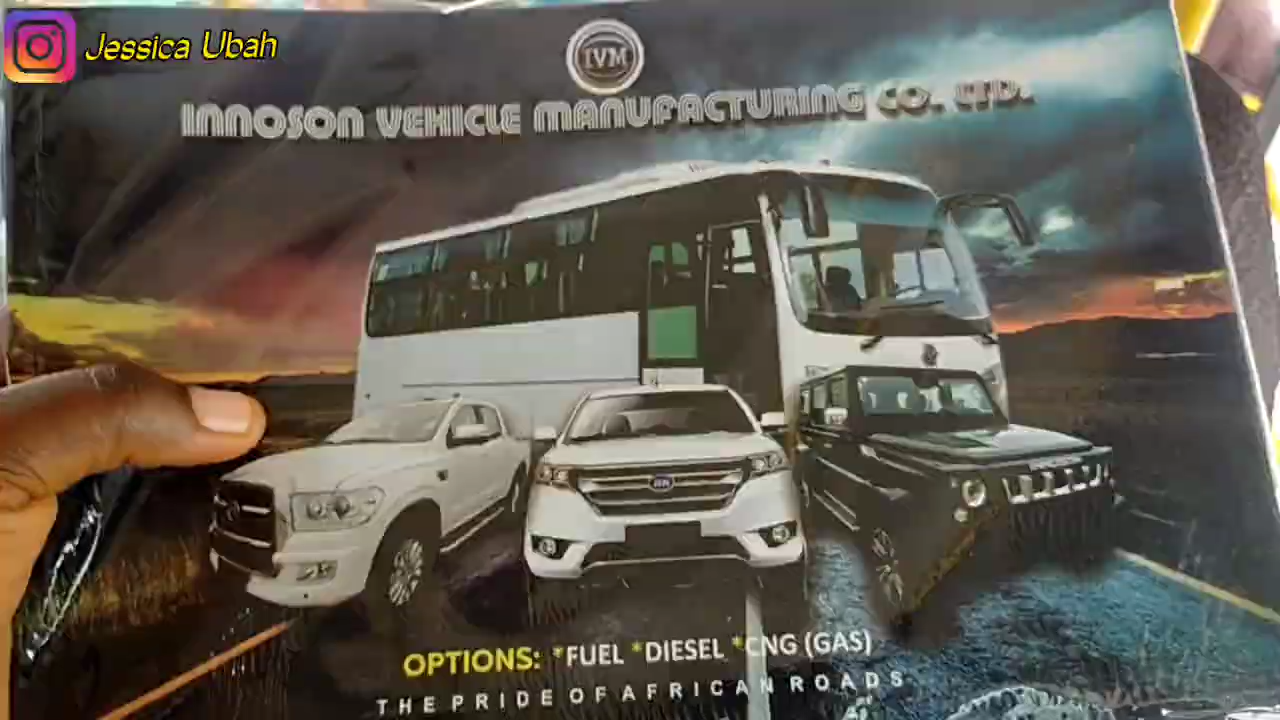 Jessica Ubah
IVM
INNOSON VEHICLE MANUFACTURING CO. LTD.
OPTIONS: *FUEL *DIESEL *CNG (GAS)
THE PRIDE OF AFRICAN ROADS